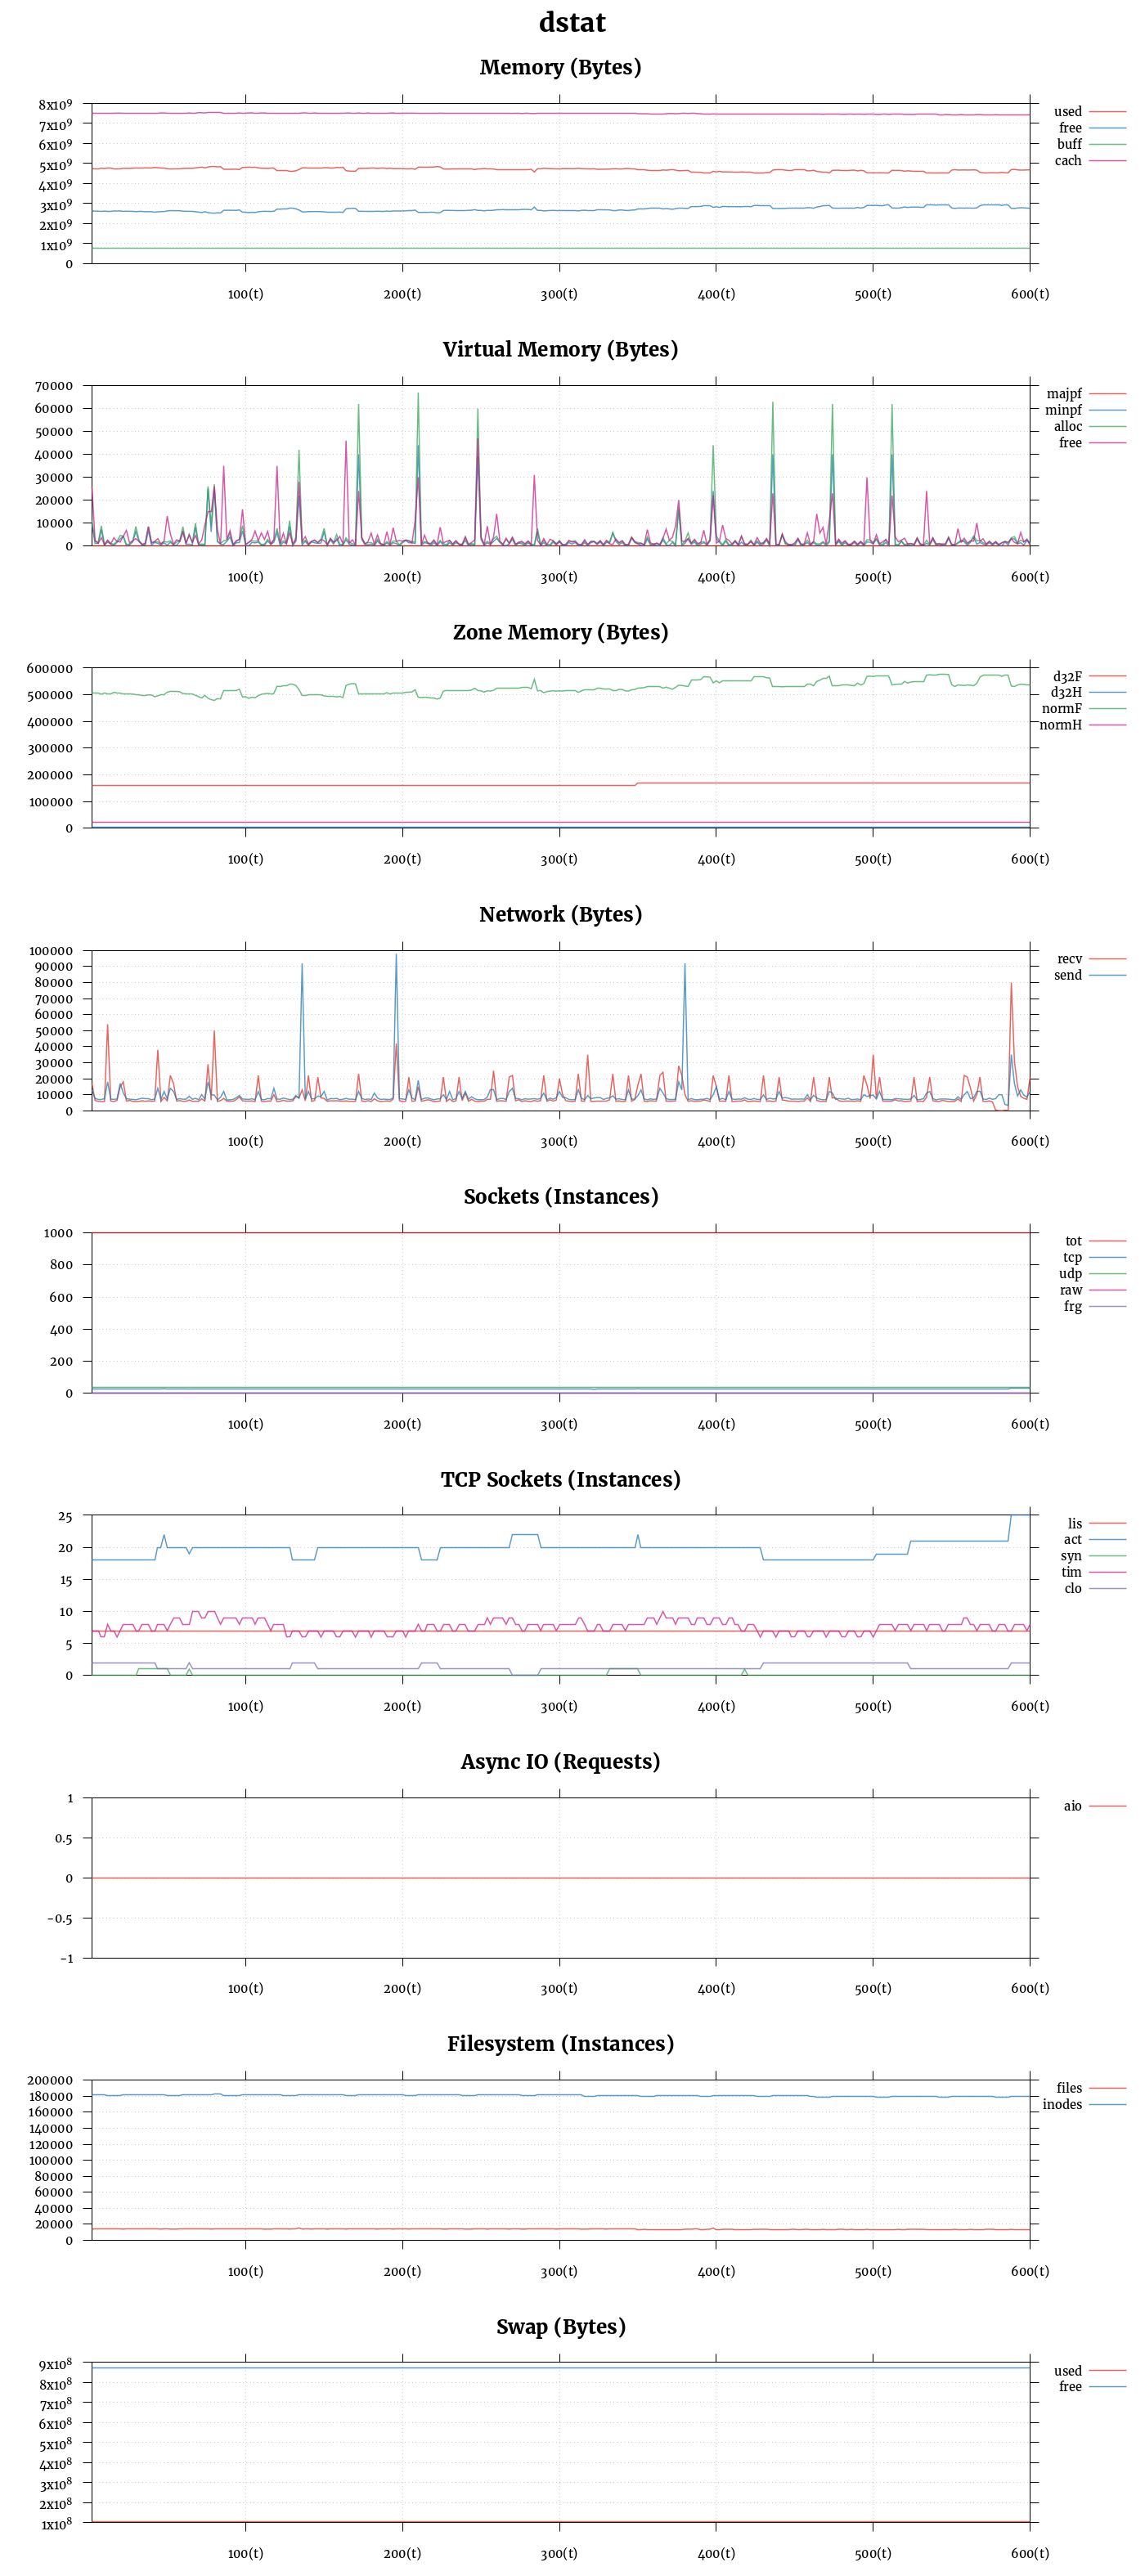 dstat
Memory (Bytes)
8x10⁹
7x10⁹
6x10⁹
5x10⁹
4x10⁹
3x10⁹
2x10⁹
1x10⁹
0
100(t) 200(t) 300(t) 400(t) 500(t) 600(t)
used
free
buff
cach
Virtual Memory (Bytes)
70000
60000
50000
40000
30000
20000
10000
0
100(t) 200(t) 300(t) 400(t) 500(t) 600(t)
majpf
minpf
alloc
free
Zone Memory (Bytes)
600000
500000
400000
300000
200000
100000
0
100(t) 200(t) 300(t) 400(t) 500(t) 600(t)
d32F
d32H
normF
normH
Network (Bytes)
100000
90000
80000
70000
60000
50000
40000
30000
20000
10000
0
100(t) 200(t) 300(t) 400(t) 500(t) 600(t)
recv
send
Sockets (Instances)
1000
800
600
400
200
0
100(t) 200(t) 300(t) 400(t) 500(t) 600(t)
tot
tcp
udp
raw
frg
TCP Sockets (Instances)
25
20
15
10
5
0
100(t) 200(t) 300(t) 400(t) 500(t) 600(t)
lis
act
syn
tim
clo
Async IO (Requests)
1
0.5
0
-0.5
-1
100(t) 200(t) 300(t) 400(t) 500(t) 600(t)
aio
Filesystem (Instances)
200000
180000
160000
140000
120000
100000
80000
60000
40000
20000
0
100(t) 200(t) 300(t) 400(t) 500(t) 600(t)
files
inodes
Swap (Bytes)
9x10⁸
8x10⁸
7x10⁸
6x10⁸
5x10⁸
4x10⁸
3x10⁸
2x10⁸
1x10⁸
100(t) 200(t) 300(t) 400(t) 500(t) 600(t)
used
free